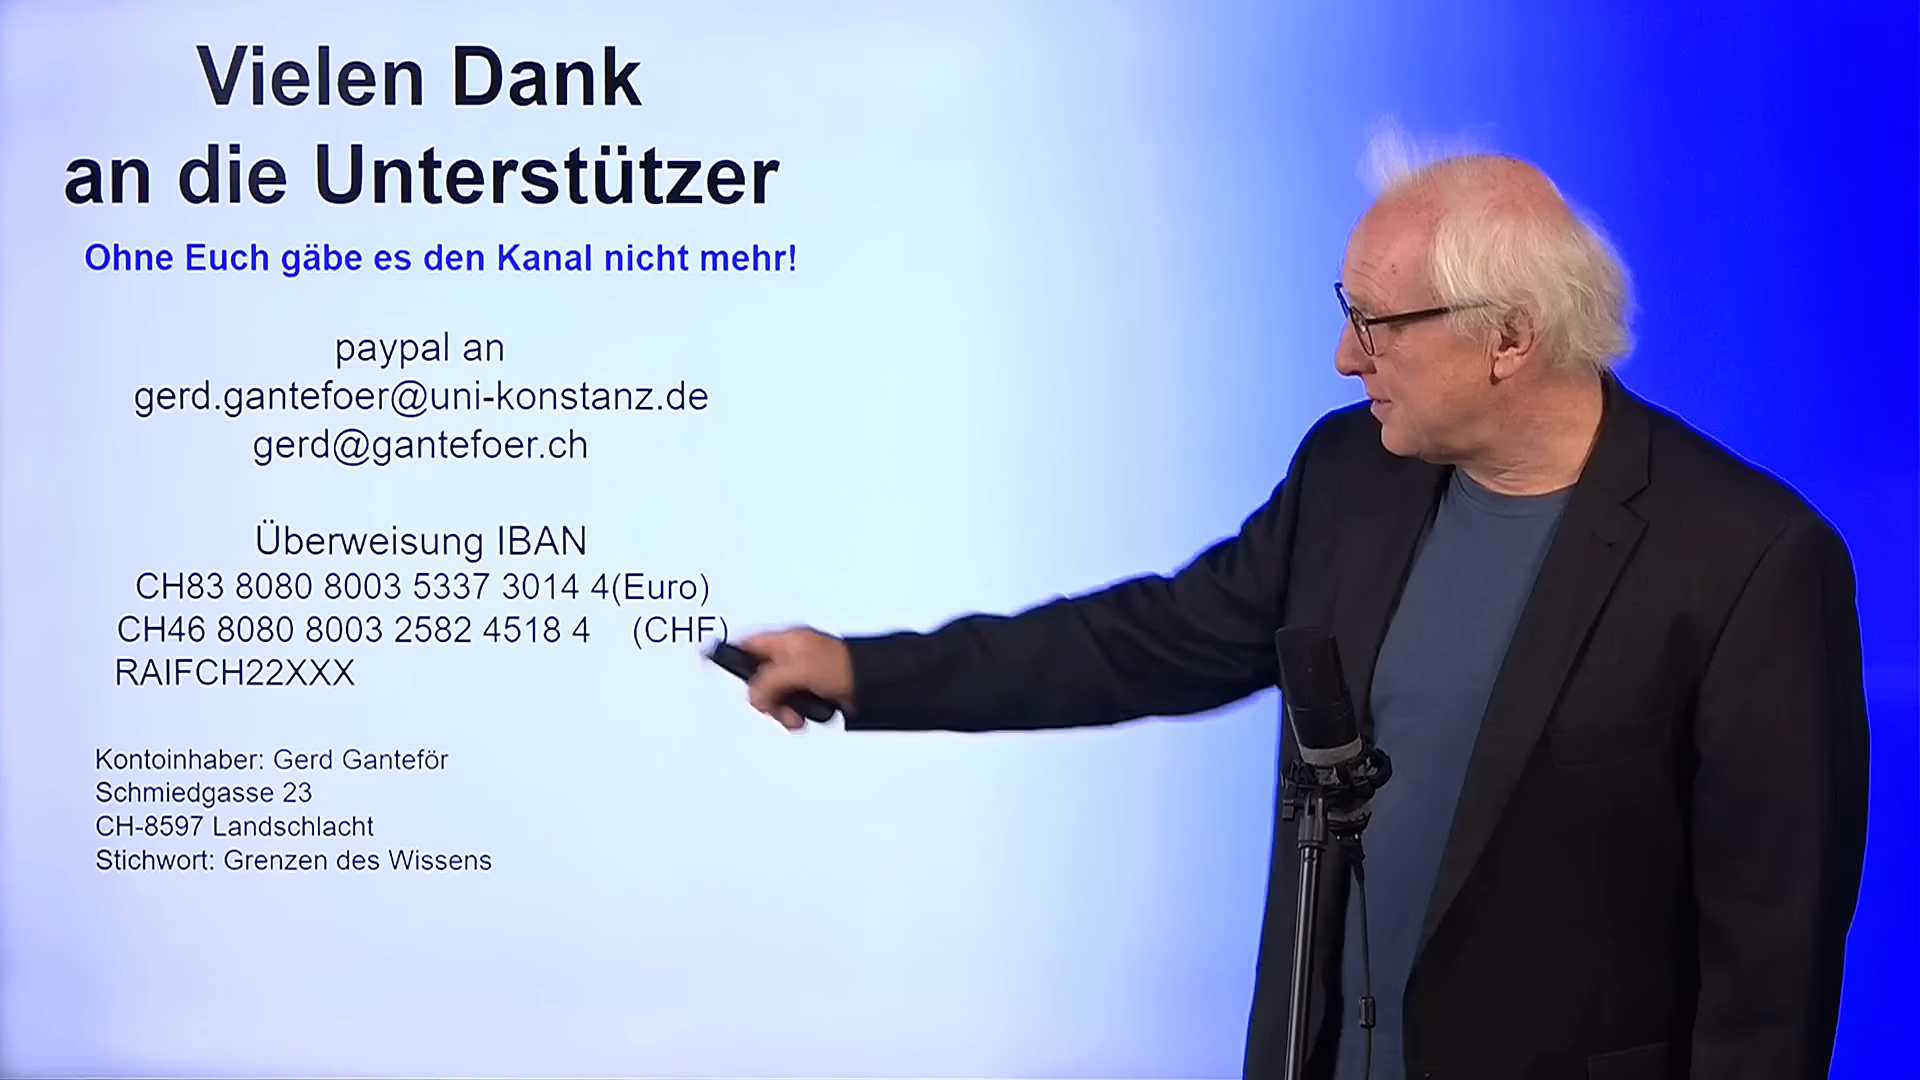 Vielen Dank
an die Unterstützer
Ohne Euch gäbe es den Kanal nicht mehr!
paypal an
gerd.gantefoer@uni-konstanz.de
gerd@gantefoer.ch
Überweisung IBAN
CH83 8080 8003 5337 3014 4(Euro)
CH46 8080 8003 2582 4518 4 (CHF)
RAIFCH22XXX
Kontoinhaber: Gerd Ganteför
Schmiedgasse 23
CH-8597 Landschlacht
Stichwort: Grenzen des Wissens